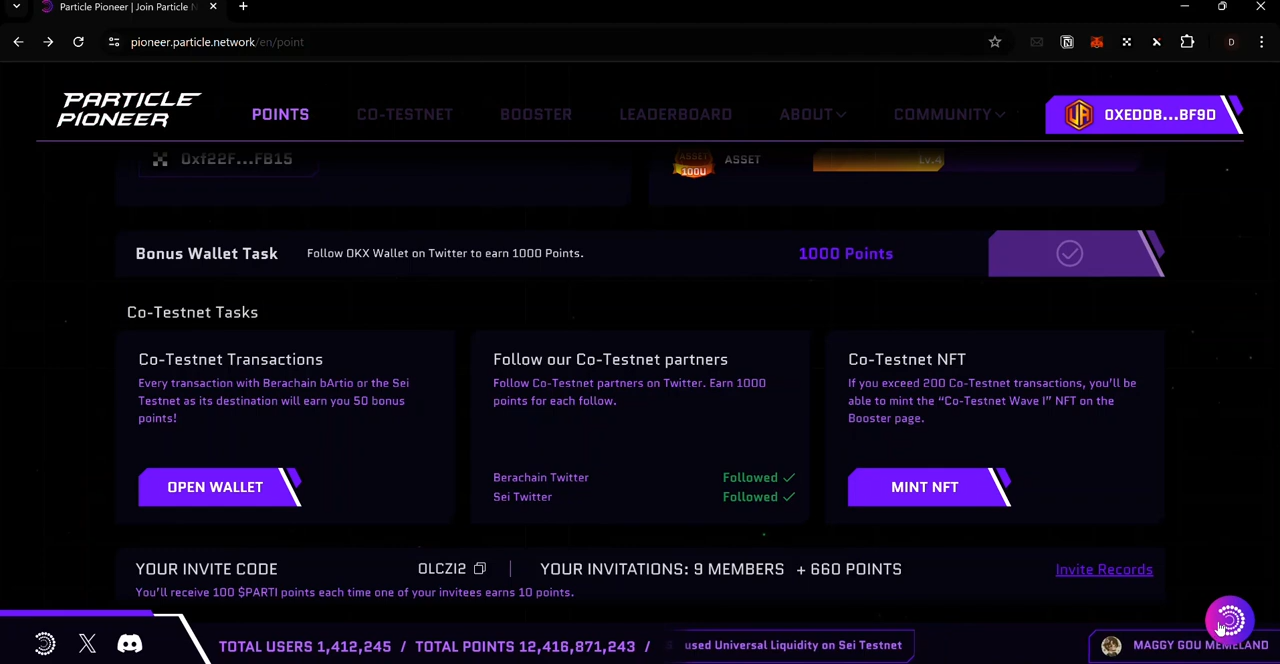 Particle Pioneer | Join Particle N
pioneer.particle.network/en/point
D
PARTICLE PIONEER
POINTS
CO-TESTNET
BOOSTER
LEADERBOARD
ABOUT
COMMUNITY
UA
0XEDDB...BF9D
0xf22F...FB15
ASSET
100U
ASSET
Lv.4
Bonus Wallet Task
Follow OKX Wallet on Twitter to earn 1000 Points.
1000 Points
Co-Testnet Tasks
Co-Testnet Transactions
Every transaction with Berachain bArtio or the Sei
Testnet as its destination will earn you 50 bonus
points!
OPEN WALLET
Follow our Co-Testnet partners
Follow Co-Testnet partners on Twitter. Earn 1000
points for each follow.
Berachain Twitter Followed
Sei Twitter Followed
Co-Testnet NFT
If you exceed 200 Co-Testnet transactions, you'll be
able to mint the “Co-Testnet Wave I” NFT on the
Booster page.
MINT NFT
YOUR INVITE CODE
OLCZI2 | YOUR INVITATIONS: 9 MEMBERS + 660 POINTS
Invite Records
You'll receive 100 $PARTI points each time one of your invitees earns 10 points.
TOTAL USERS 1,412,245 / TOTAL POINTS 12,416,871,243 /
used Universal Liquidity on Sei Testnet
MAGGY GOU MEMELAND